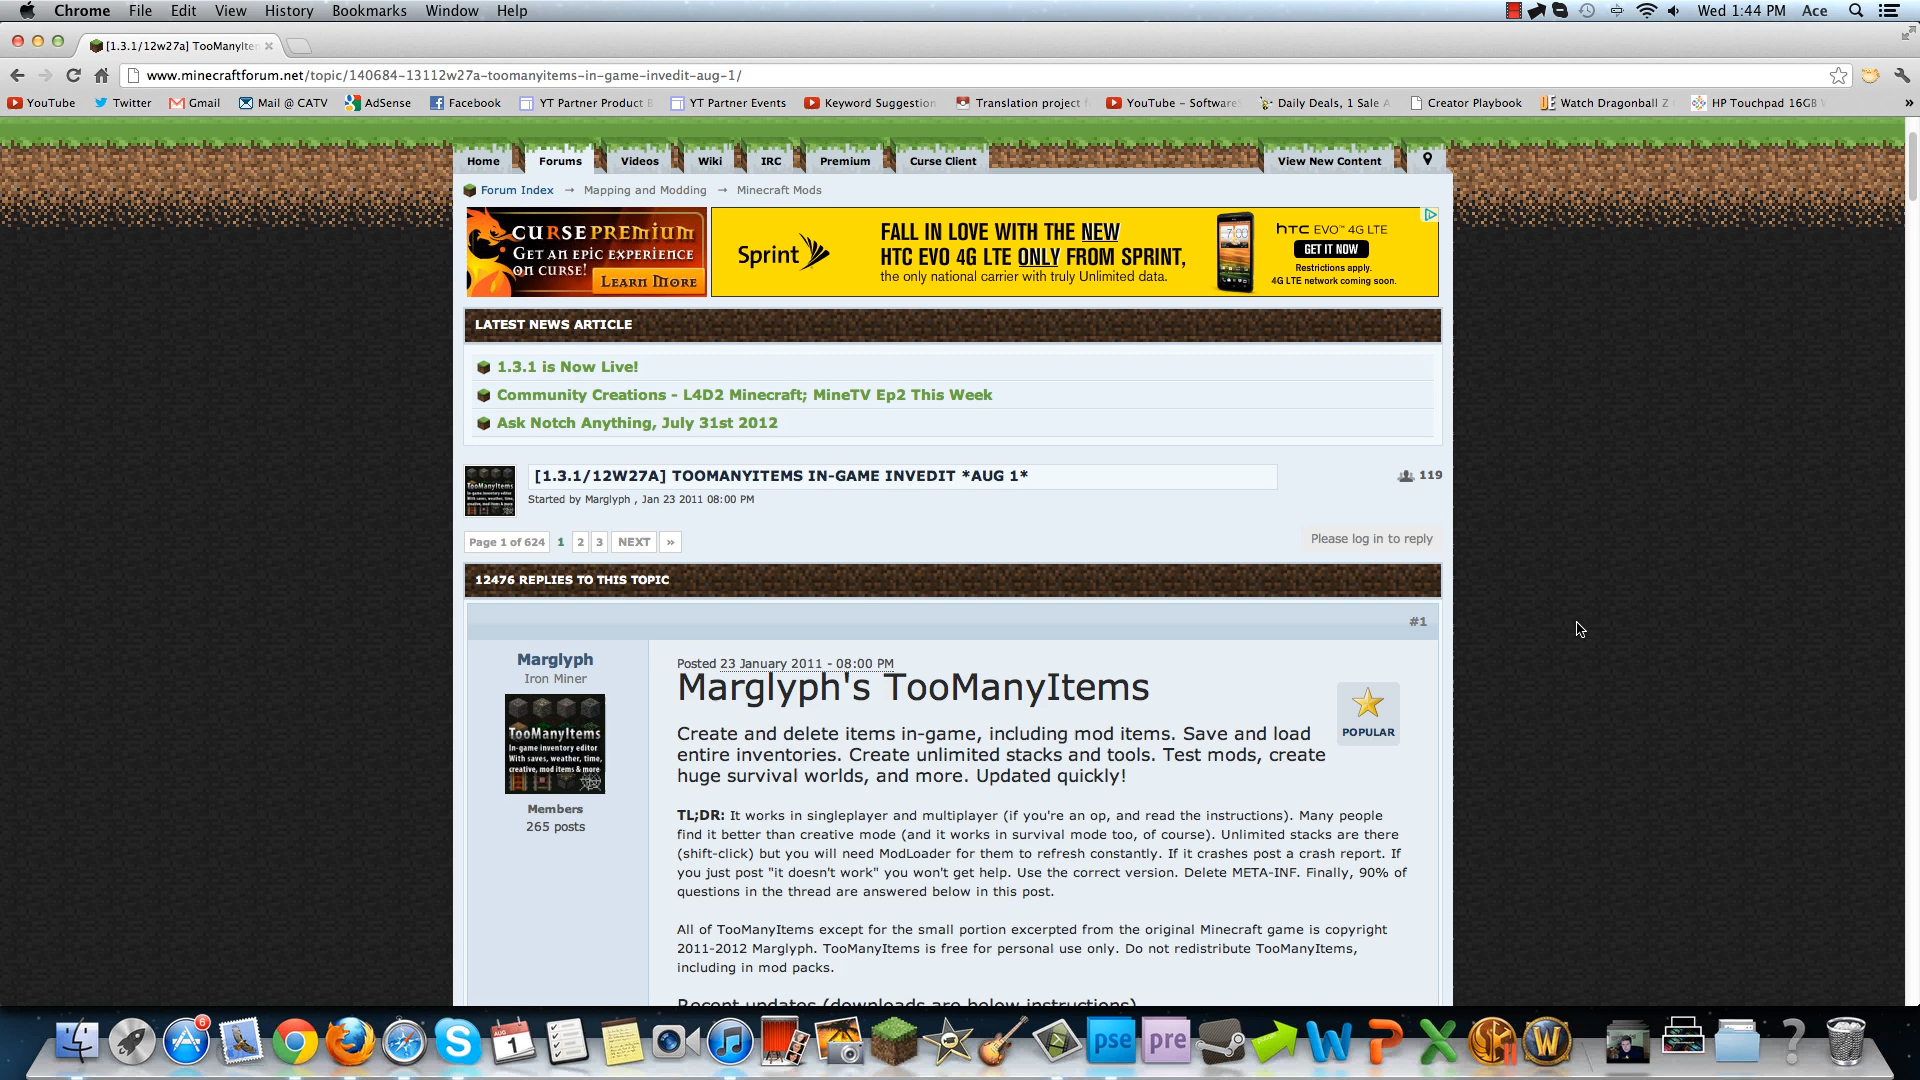 Chrome File Edit View History Bookmarks Window Help
Wed 1:44 PM Ace
[1.3.1/12w27a] TooManyIte
www.minecraftforum.net/topic/140684-13112w27a-toomanyitems-in-game-invedit-aug-1/
YouTube Twitter Gmail Mail @ CATV AdSense Facebook YT Partner Product B YT Partner Events Keyword Suggestion Translation project YouTube – Software Daily Deals, 1 Sale A Creator Playbook Watch Dragonball Z HP Touchpad 16GB »
Home Forums Videos Wiki IRC Premium Curse Client View New Content
Forum Index → Mapping and Modding → Minecraft Mods
CURSE PREMIUM
GET AN EPIC EXPERIENCE
ON CURSE!
LEARN MORE
Sprint
FALL IN LOVE WITH THE NEW
HTC EVO 4G LTE ONLY FROM SPRINT,
the only national carrier with truly Unlimited data.
7:00
hTC EVO™ 4G LTE
GET IT NOW
Restrictions apply.
4G LTE network coming soon.
LATEST NEWS ARTICLE
1.3.1 is Now Live!
Community Creations - L4D2 Minecraft; MineTV Ep2 This Week
Ask Notch Anything, July 31st 2012
TooManyItems
[1.3.1/12W27A] TOOMANYITEMS IN-GAME INVEDIT *AUG 1*
119
Started by Marglyph , Jan 23 2011 08:00 PM
Page 1 of 624 1 2 3 NEXT »
Please log in to reply
12476 REPLIES TO THIS TOPIC
#1
Marglyph
Iron Miner
TooManyItems
In-game inventory editor
With saves, weather, time,
creative, mod items & more
Members
265 posts
Posted 23 January 2011 - 08:00 PM
Marglyph's TooManyItems
POPULAR
Create and delete items in-game, including mod items. Save and load
entire inventories. Create unlimited stacks and tools. Test mods, create
huge survival worlds, and more. Updated quickly!
TL;DR: It works in singleplayer and multiplayer (if you're an op, and read the instructions). Many people
find it better than creative mode (and it works in survival mode too, of course). Unlimited stacks are there
(shift-click) but you will need ModLoader for them to refresh constantly. If it crashes post a crash report. If
you just post "it doesn't work" you won't get help. Use the correct version. Delete META-INF. Finally, 90% of
questions in the thread are answered below in this post.
All of TooManyItems except for the small portion excerpted from the original Minecraft game is copyright
2011-2012 Marglyph. TooManyItems is free for personal use only. Do not redistribute TooManyItems,
including in mod packs.
Recent updates (downloads are below instructions)
6
AUG
1
pse
pre